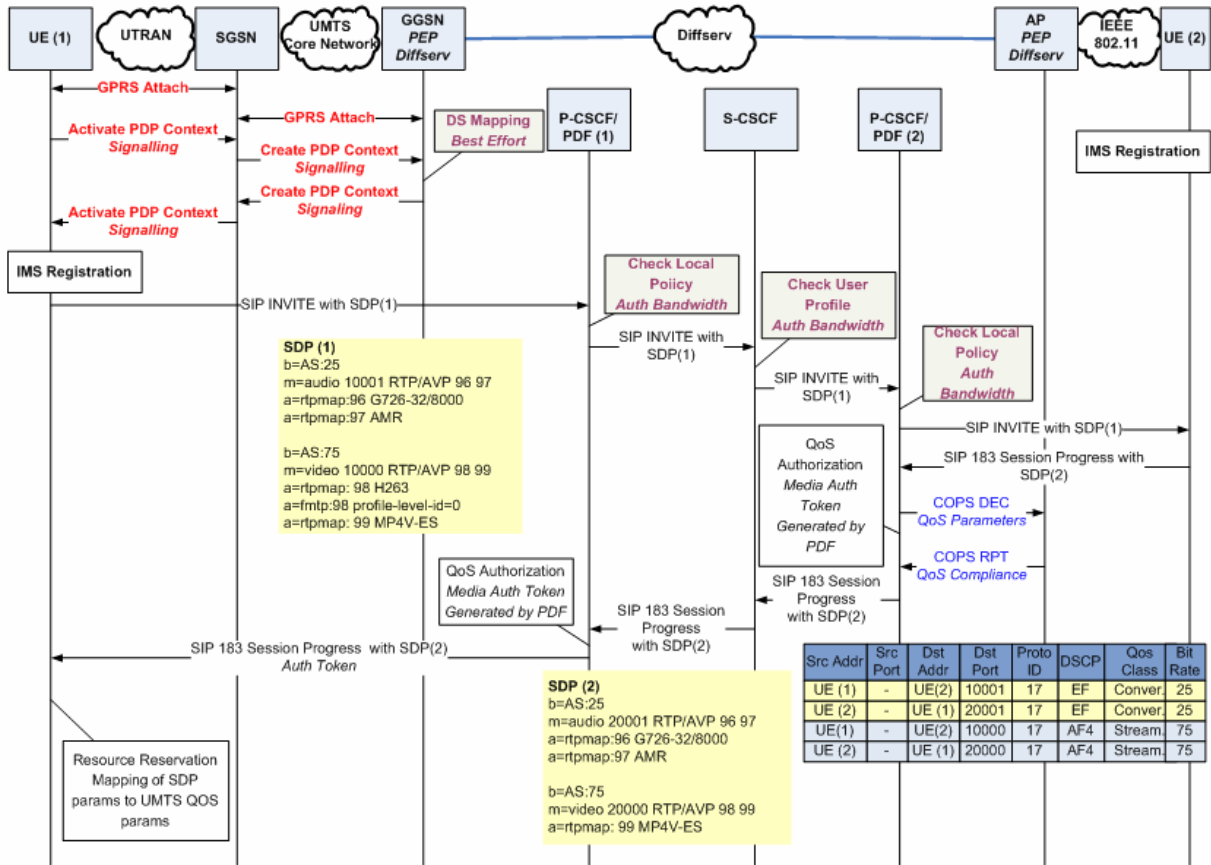 UE (1)
UTRAN
SGSN
UMTS
Core Network
GGSN
PEP
Diffserv
Diffserv
AP
PEP
Diffserv
IEEE
802.11
UE (2)
GPRS Attach
GPRS Attach
Activate PDP Context
Signalling
Create PDP Context
Signalling
Create PDP Context
Signaling
Activate PDP Context
Signalling
DS Mapping
Best Effort
P-CSCF/
PDF (1)
S-CSCF
P-CSCF/
PDF (2)
IMS Registration
IMS Registration
Check Local
Policy
Auth Bandwidth
SIP INVITE with SDP(1)
Check User
Profile
Auth Bandwidth
SIP INVITE with
SDP(1)
Check Local
Policy
Auth
Bandwidth
SIP INVITE with
SDP(1)
SIP INVITE with SDP(1)
SDP (1)
b=AS:25
m=audio 10001 RTP/AVP 96 97
a=rtpmap:96 G726-32/8000
a=rtpmap:97 AMR
b=AS:75
m=video 10000 RTP/AVP 98 99
a=rtpmap: 98 H263
a=fmtp:98 profile-level-id=0
a=rtpmap: 99 MP4V-ES
QoS
Authorization
Media Auth
Token
Generated by
PDF
SIP 183 Session Progress with
SDP(2)
COPS DEC
QoS Parameters
COPS RPT
QoS Compliance
QoS Authorization
Media Auth Token
Generated by PDF
SIP 183 Session
Progress
with SDP(2)
SIP 183 Session
Progress
with SDP(2)
SIP 183 Session Progress with SDP(2)
Auth Token
Src Addr Src Port Dst Addr Dst Port Proto ID DSCP Qos Class Bit Rate
UE (1) - UE(2) 10001 17 EF Conver. 25
UE (2) - UE (1) 20001 17 EF Conver. 25
UE(1) - UE(2) 10000 17 AF4 Stream. 75
UE (2) - UE (1) 20000 17 AF4 Stream. 75
SDP (2)
b=AS:25
m=audio 20001 RTP/AVP 96 97
a=rtpmap:96 G726-32/8000
a=rtpmap:97 AMR
b=AS:75
m=video 20000 RTP/AVP 98 99
a=rtpmap: 99 MP4V-ES
Resource Reservation
Mapping of SDP
params to UMTS QOS
params